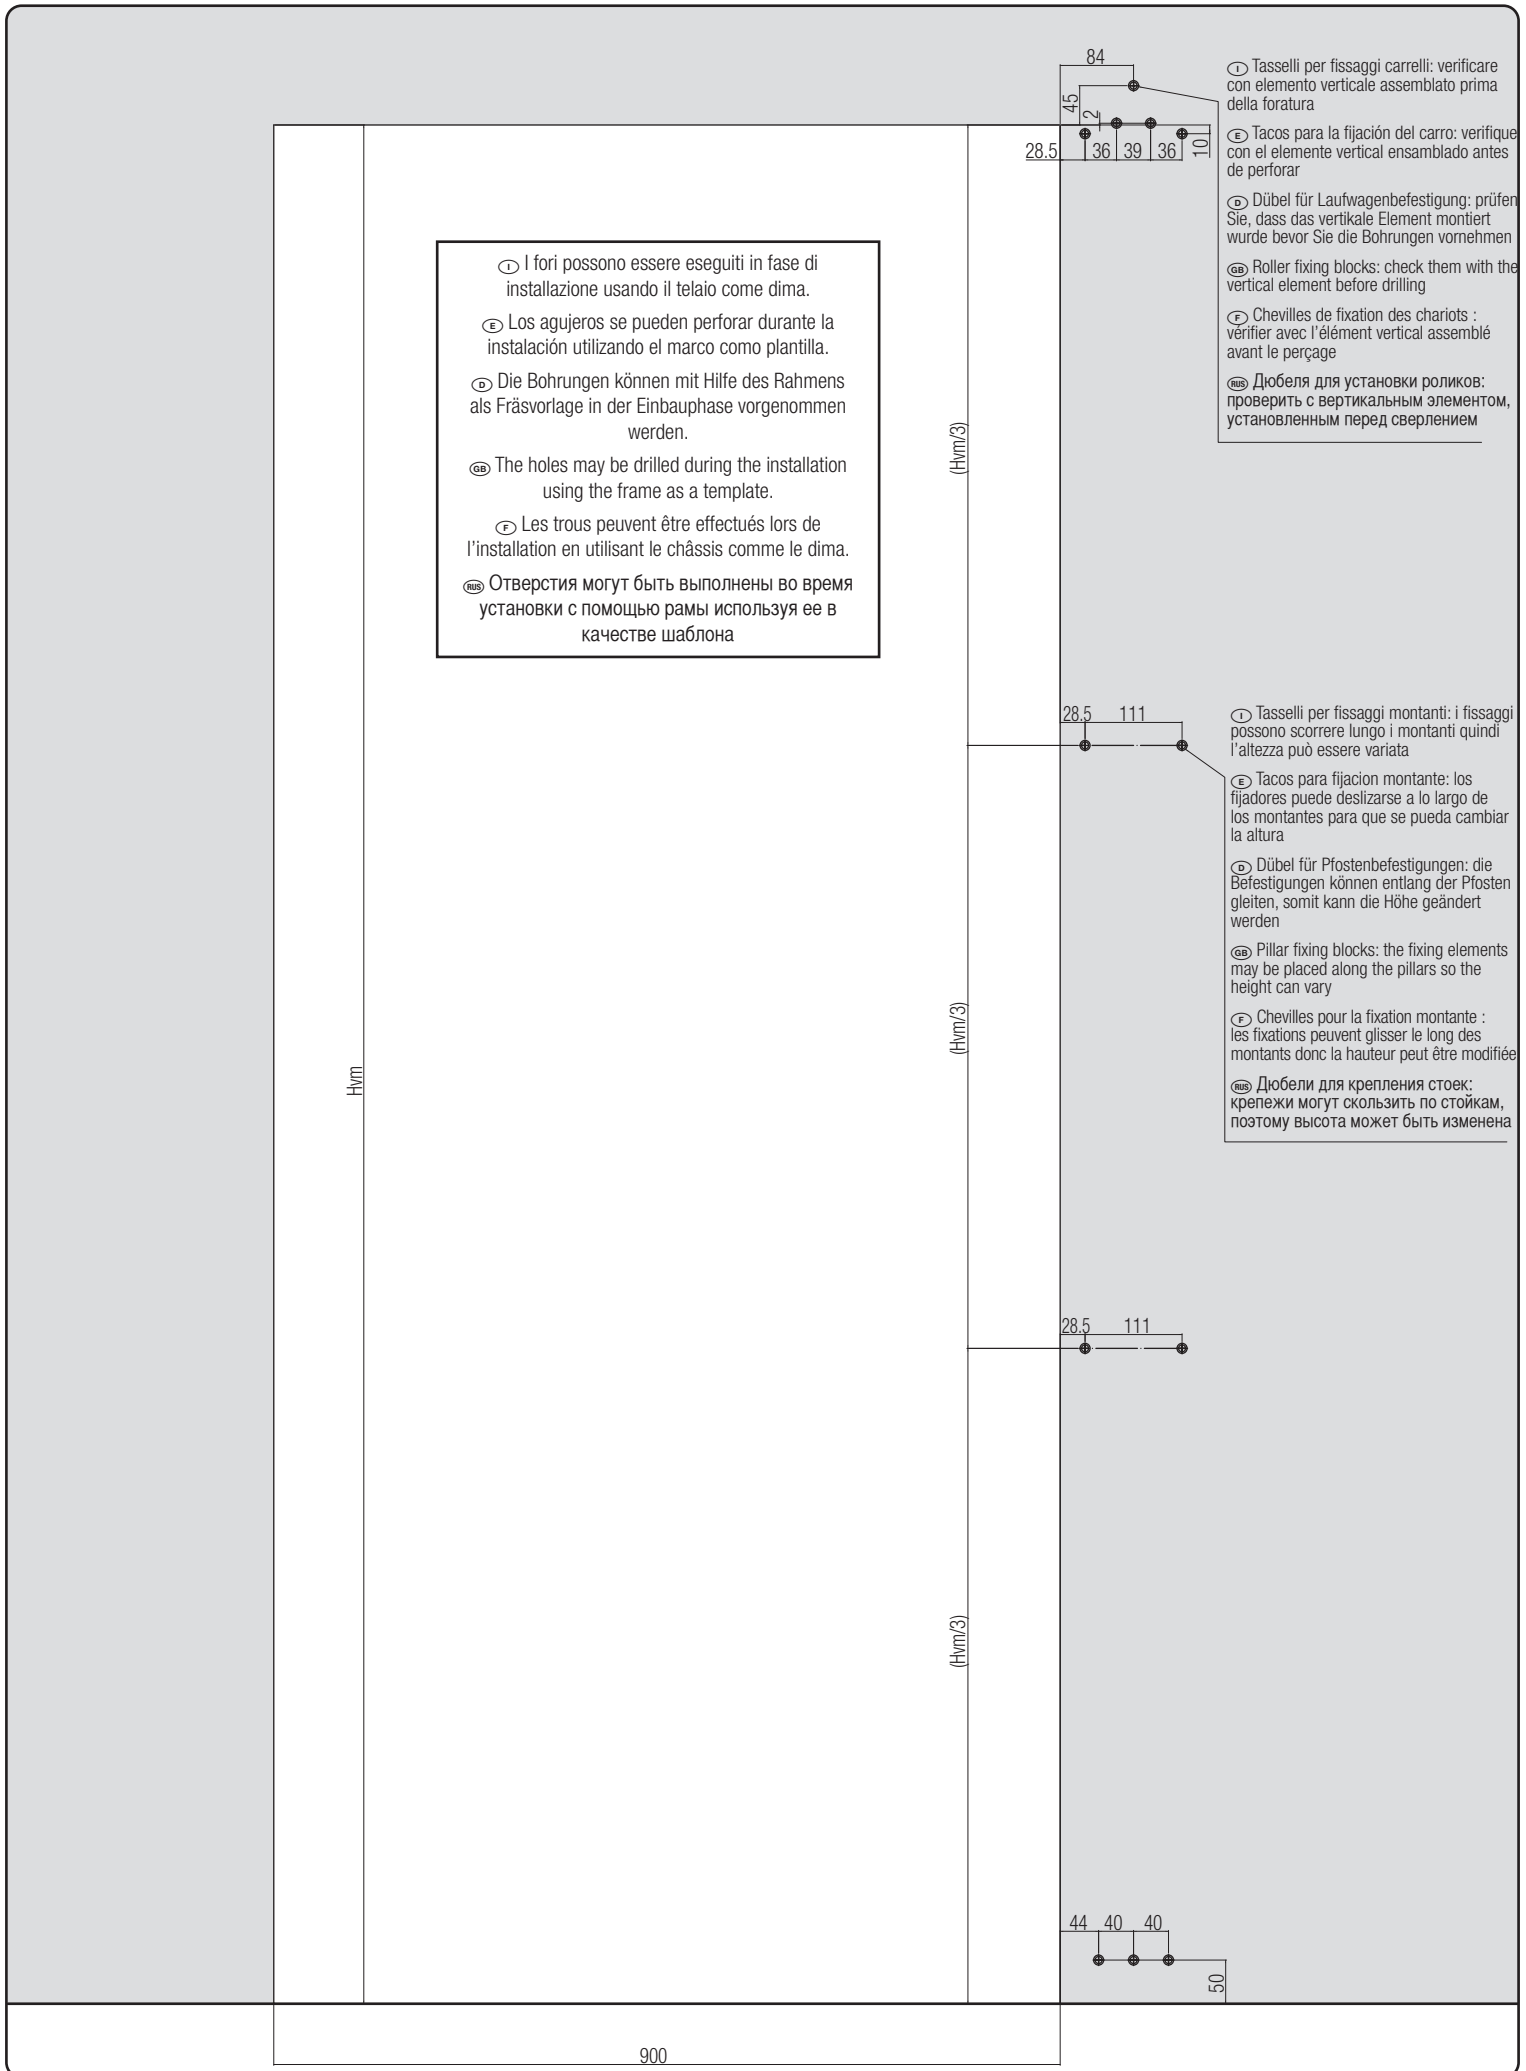 84
45
2
28.5 36 39 36 10
I Tasselli per fissaggi carrelli: verificare
con elemento verticale assemblato prima
della foratura
E Tacos para la fijación del carro: verifique
con el elemente vertical ensamblado antes
de perforar
D Dübel für Laufwagenbefestigung: prüfen
Sie, dass das vertikale Element montiert
wurde bevor Sie die Bohrungen vornehmen
GB Roller fixing blocks: check them with the
vertical element before drilling
F Chevilles de fixation des chariots :
vérifier avec l'élément vertical assemblé
avant le perçage
RUS Дюбеля для установки роликов:
проверить с вертикальным элементом,
установленным перед сверлением
I I fori possono essere eseguiti in fase di
installazione usando il telaio come dima.
E Los agujeros se pueden perforar durante la
instalación utilizando el marco como plantilla.
D Die Bohrungen können mit Hilfe des Rahmens
als Fräsvorlage in der Einbauphase vorgenommen
werden.
GB The holes may be drilled during the installation
using the frame as a template.
F Les trous peuvent être effectués lors de
l'installation en utilisant le châssis comme le dima.
RUS Отверстия могут быть выполнены во время
установки с помощью рамы используя ее в
качестве шаблона
(Hvm/3)
28.5 111
I Tasselli per fissaggi montanti: i fissaggi
possono scorrere lungo i montanti quindi
l'altezza può essere variata
E Tacos para fijacion montante: los
fijadores puede deslizarse a lo largo de
los montantes para que se pueda cambiar
la altura
D Dübel für Pfostenbefestigungen: die
Befestigungen können entlang der Pfosten
gleiten, somit kann die Höhe geändert
werden
GB Pillar fixing blocks: the fixing elements
may be placed along the pillars so the
height can vary
F Chevilles pour la fixation montante :
les fixations peuvent glisser le long des
montants donc la hauteur peut être modifiée
RUS Дюбели для крепления стоек:
крепежи могут скользить по стойкам,
поэтому высота может быть изменена
(Hvm/3)
Hvm
28.5 111
(Hvm/3)
44 40 40
50
900